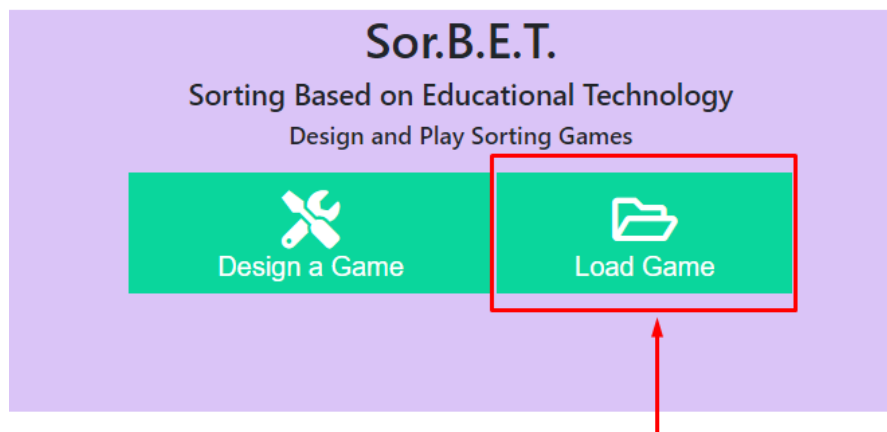 Sor.B.E.T.
Sorting Based on Educational Technology
Design and Play Sorting Games
Design a Game
Load Game